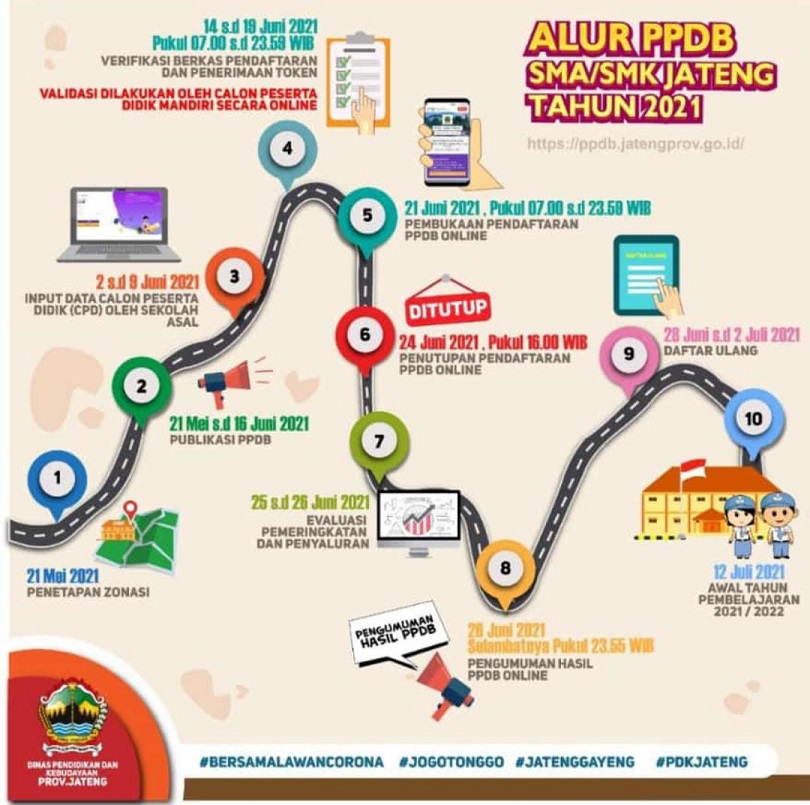 ALUR PPDB
SMA/SMK JATENG
TAHUN 2021
https://ppdb.jatengprov.go.id/
1
21 Mei 2021
PENETAPAN ZONASI
2
21 Mei s.d 16 Juni 2021
PUBLIKASI PPDB
3
2 s.d 9 Juni 2021
INPUT DATA CALON PESERTA
DIDIK (CPD) OLEH SEKOLAH
ASAL
4
14 s.d 19 Juni 2021
Pukul 07.00 s.d 23.59 WIB
VERIFIKASI BERKAS PENDAFTARAN
DAN PENERIMAAN TOKEN
VALIDASI DILAKUKAN OLEH CALON PESERTA
DIDIK MANDIRI SECARA ONLINE
5
21 Juni 2021 , Pukul 07.00 s.d 23.59 WIB
PEMBUKAAN PENDAFTARAN
PPDB ONLINE
DITUTUP
6
24 Juni 2021 , Pukul 16.00 WIB
PENUTUPAN PENDAFTARAN
PPDB ONLINE
7
25 s.d 26 Juni 2021
EVALUASI
PEMERINGKATAN
DAN PENYALURAN
8
26 Juni 2021
Selambatnya Pukul 23.55 WIB
PENGUMUMAN HASIL
PPDB ONLINE
PENGUMUMAN
HASIL PPDB
DAFTAR ULANG
9
28 Juni s.d 2 Juli 2021
DAFTAR ULANG
10
12 Juli 2021
AWAL TAHUN
PEMBELAJARAN
2021 / 2022
DINAS PENDIDIKAN DAN
KEBUDAYAAN
PROV.JATENG
#BERSAMALAWANCORONA #JOGOTONGGO #JATENGGAYENG #PDKJATENG